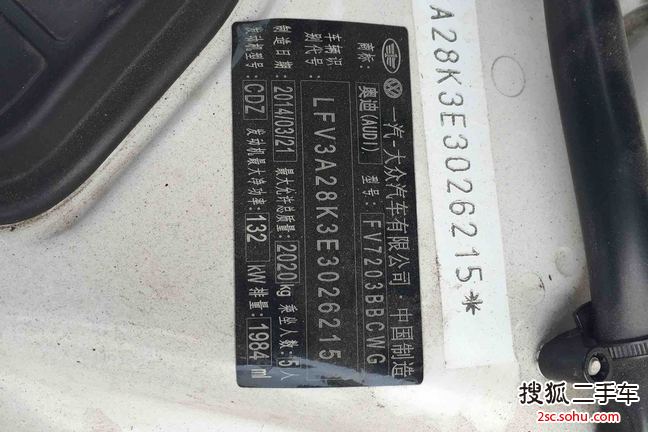 一汽-大众汽车有限公司 · 中国制造
商标: 奥迪(AUDI) 型号: FV7203BBCWG
车辆识别代号: LFV3A28K3E3026215
制造日期: 2014/03/21 最大允许总质量: 2020kg 乘坐人数: 5人
发动机型号: CDZ 发动机最大净功率: 132 kW 排量: 1984 ml
A28K3E3026215*
搜狐二手车
2sc.sohu.com